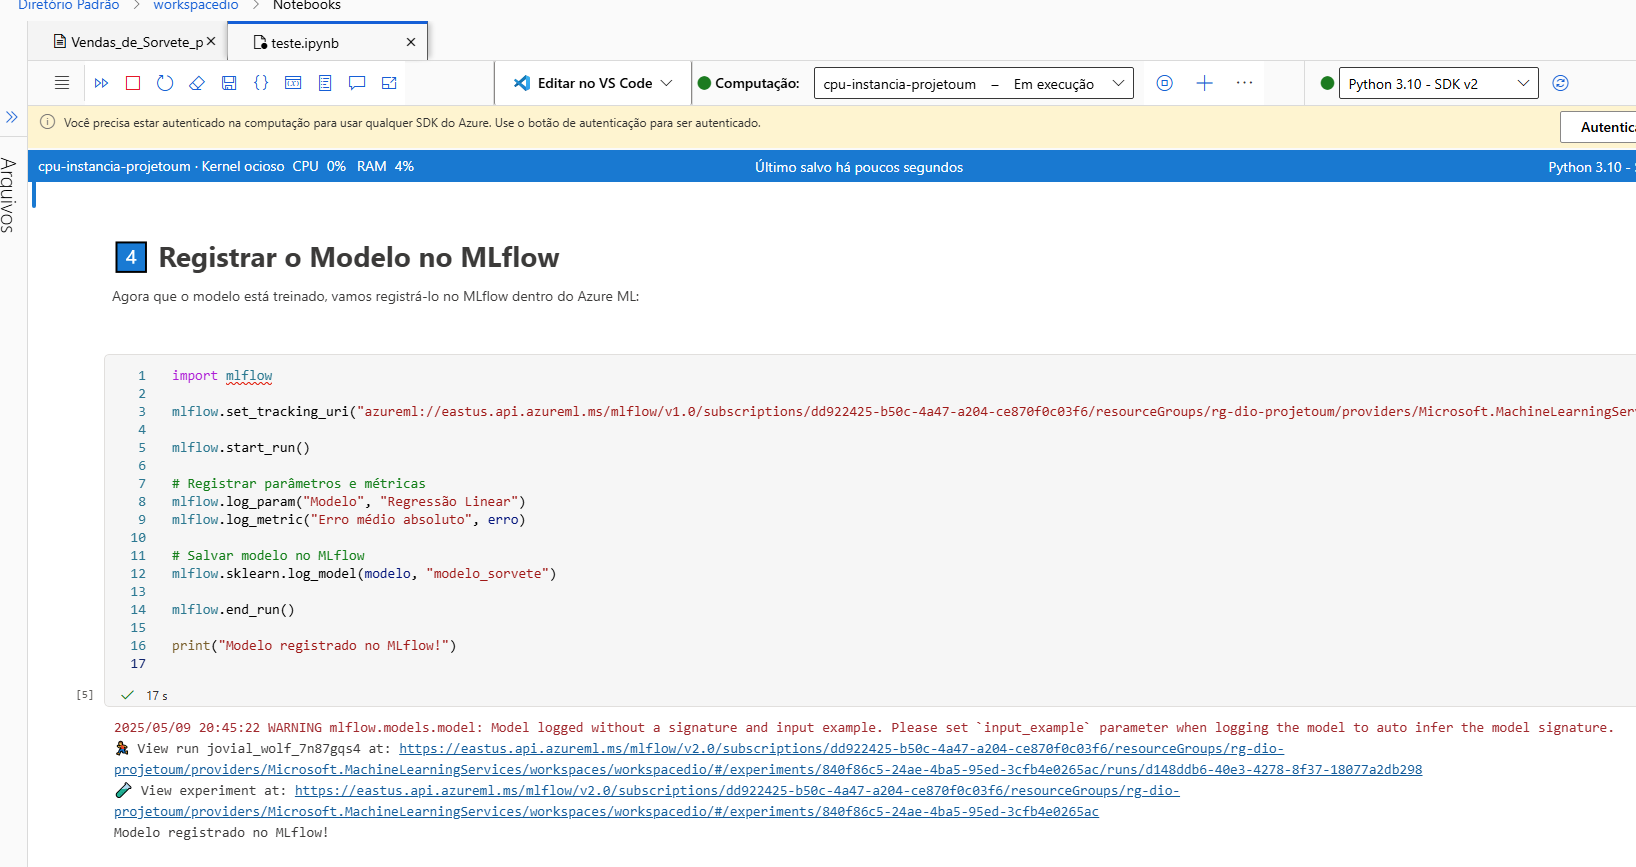 Diretório Padrão > workspacedio > Notebooks
Vendas_de_Sorvete_p × teste.ipynb ×
Editar no VS Code Computação: cpu-instancia-projetoum – Em execução ··· Python 3.10 - SDK v2
Você precisa estar autenticado na computação para usar qualquer SDK do Azure. Use o botão de autenticação para ser autenticado. Autentica
cpu-instancia-projetoum · Kernel ocioso CPU 0% RAM 4% Último salvo há poucos segundos Python 3.10 -
Arquivos
4 Registrar o Modelo no MLflow
Agora que o modelo está treinado, vamos registrá-lo no MLflow dentro do Azure ML:
1 import mlflow
2
3 mlflow.set_tracking_uri("azureml://eastus.api.azureml.ms/mlflow/v1.0/subscriptions/dd922425-b50c-4a47-a204-ce870f0c03f6/resourceGroups/rg-dio-projetoum/providers/Microsoft.MachineLearningSer
4
5 mlflow.start_run()
6
7 # Registrar parâmetros e métricas
8 mlflow.log_param("Modelo", "Regressão Linear")
9 mlflow.log_metric("Erro médio absoluto", erro)
10
11 # Salvar modelo no MLflow
12 mlflow.sklearn.log_model(modelo, "modelo_sorvete")
13
14 mlflow.end_run()
15
16 print("Modelo registrado no MLflow!")
17
[5] ✓ 17 s
2025/05/09 20:45:22 WARNING mlflow.models.model: Model logged without a signature and input example. Please set `input_example` parameter when logging the model to auto infer the model signature.
🏃 View run jovial_wolf_7n87gqs4 at: https://eastus.api.azureml.ms/mlflow/v2.0/subscriptions/dd922425-b50c-4a47-a204-ce870f0c03f6/resourceGroups/rg-dio-
projetoum/providers/Microsoft.MachineLearningServices/workspaces/workspacedio/#/experiments/840f86c5-24ae-4ba5-95ed-3cfb4e0265ac/runs/d148ddb6-40e3-4278-8f37-18077a2db298
🧪 View experiment at: https://eastus.api.azureml.ms/mlflow/v2.0/subscriptions/dd922425-b50c-4a47-a204-ce870f0c03f6/resourceGroups/rg-dio-
projetoum/providers/Microsoft.MachineLearningServices/workspaces/workspacedio/#/experiments/840f86c5-24ae-4ba5-95ed-3cfb4e0265ac
Modelo registrado no MLflow!